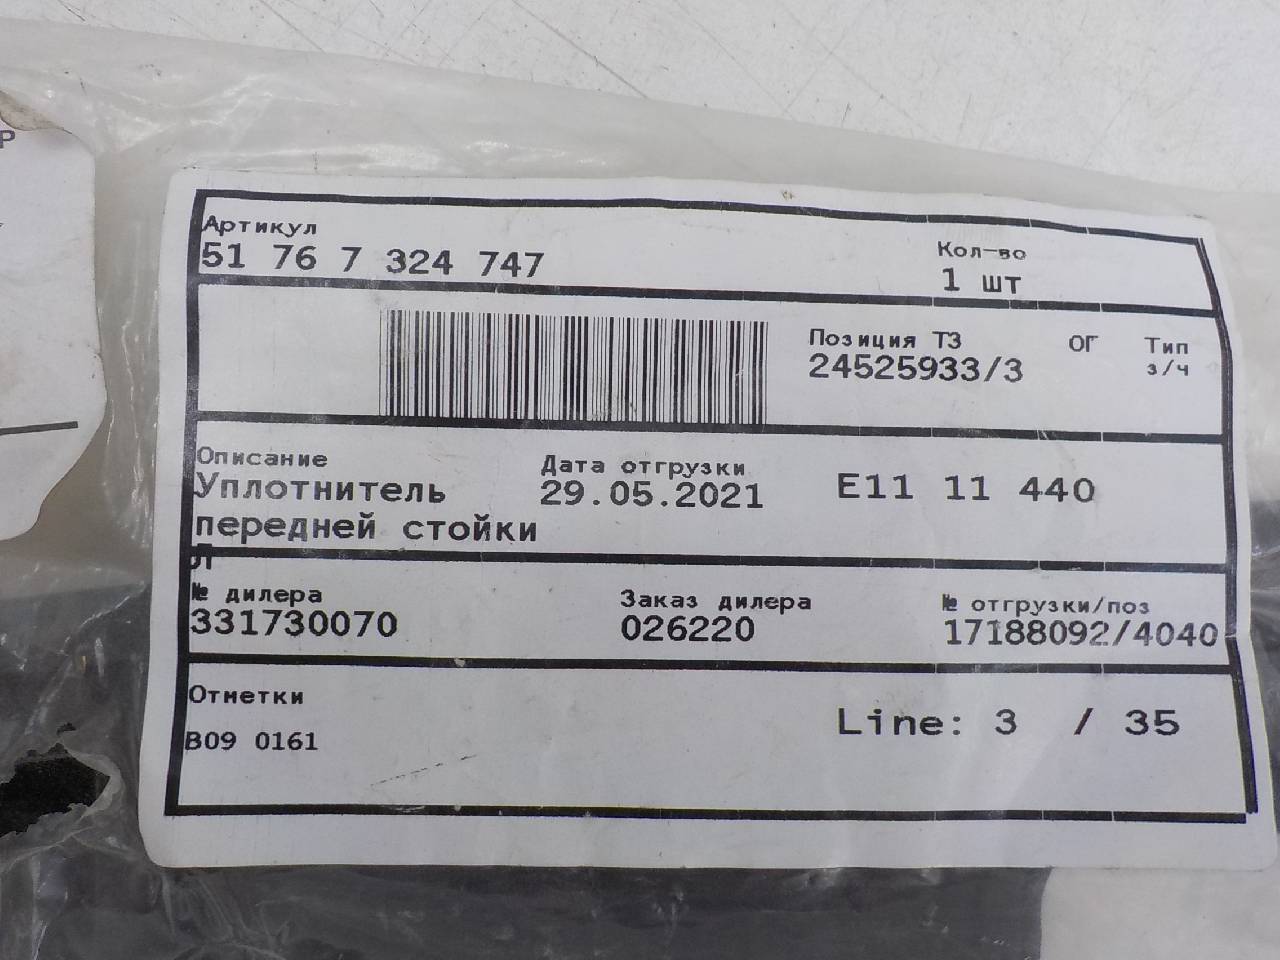 Р
Артикул
51 76 7 324 747
Кол-во
1 шт
Позиция ТЗ ОГ Тип
24525933/3 з/ч
Описание
Уплотнитель
передней стойки
Л
Дата отгрузки
29.05.2021
E11 11 440
№ дилера
331730070
Заказ дилера
026220
№ отгрузки/поз
17188092/4040
Отметки
B09 0161
Line: 3 / 35